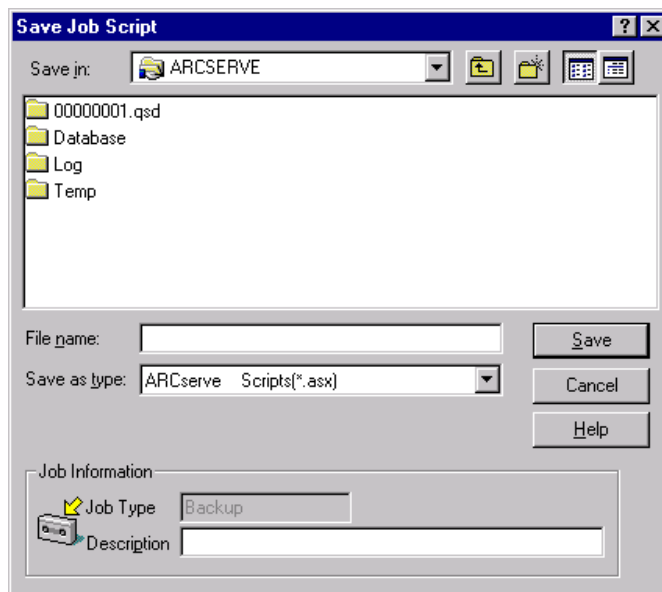 Save Job Script
Save in: ARCSERVE
00000001.qsd
Database
Log
Temp
File name: Save
Save as type: ARCserve Scripts(*.asx) Cancel
Help
Job Information
Job Type Backup
Description